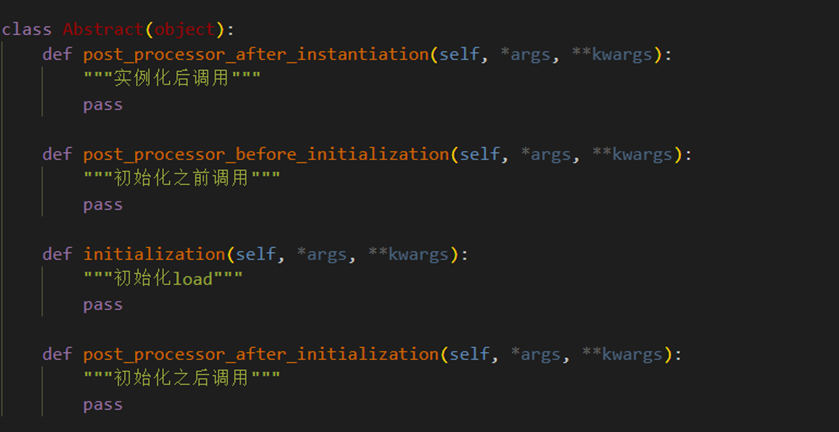 class Abstract(object):
    def post_processor_after_instantiation(self, *args, **kwargs):
        """实例化后调用"""
        pass

    def post_processor_before_initialization(self, *args, **kwargs):
        """初始化之前调用"""
        pass

    def initialization(self, *args, **kwargs):
        """初始化load"""
        pass

    def post_processor_after_initialization(self, *args, **kwargs):
        """初始化之后调用"""
        pass